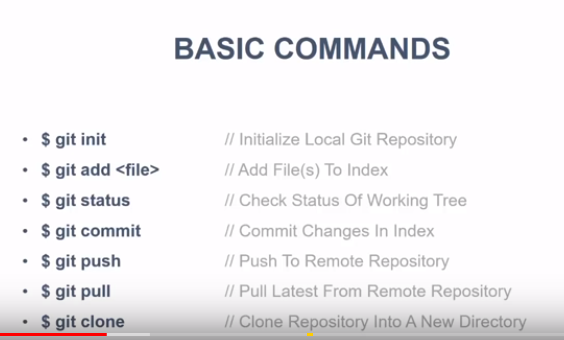 BASIC COMMANDS
• $ git init // Initialize Local Git Repository
• $ git add <file> // Add File(s) To Index
• $ git status // Check Status Of Working Tree
• $ git commit // Commit Changes In Index
• $ git push // Push To Remote Repository
• $ git pull // Pull Latest From Remote Repository
• $ git clone // Clone Repository Into A New Directory